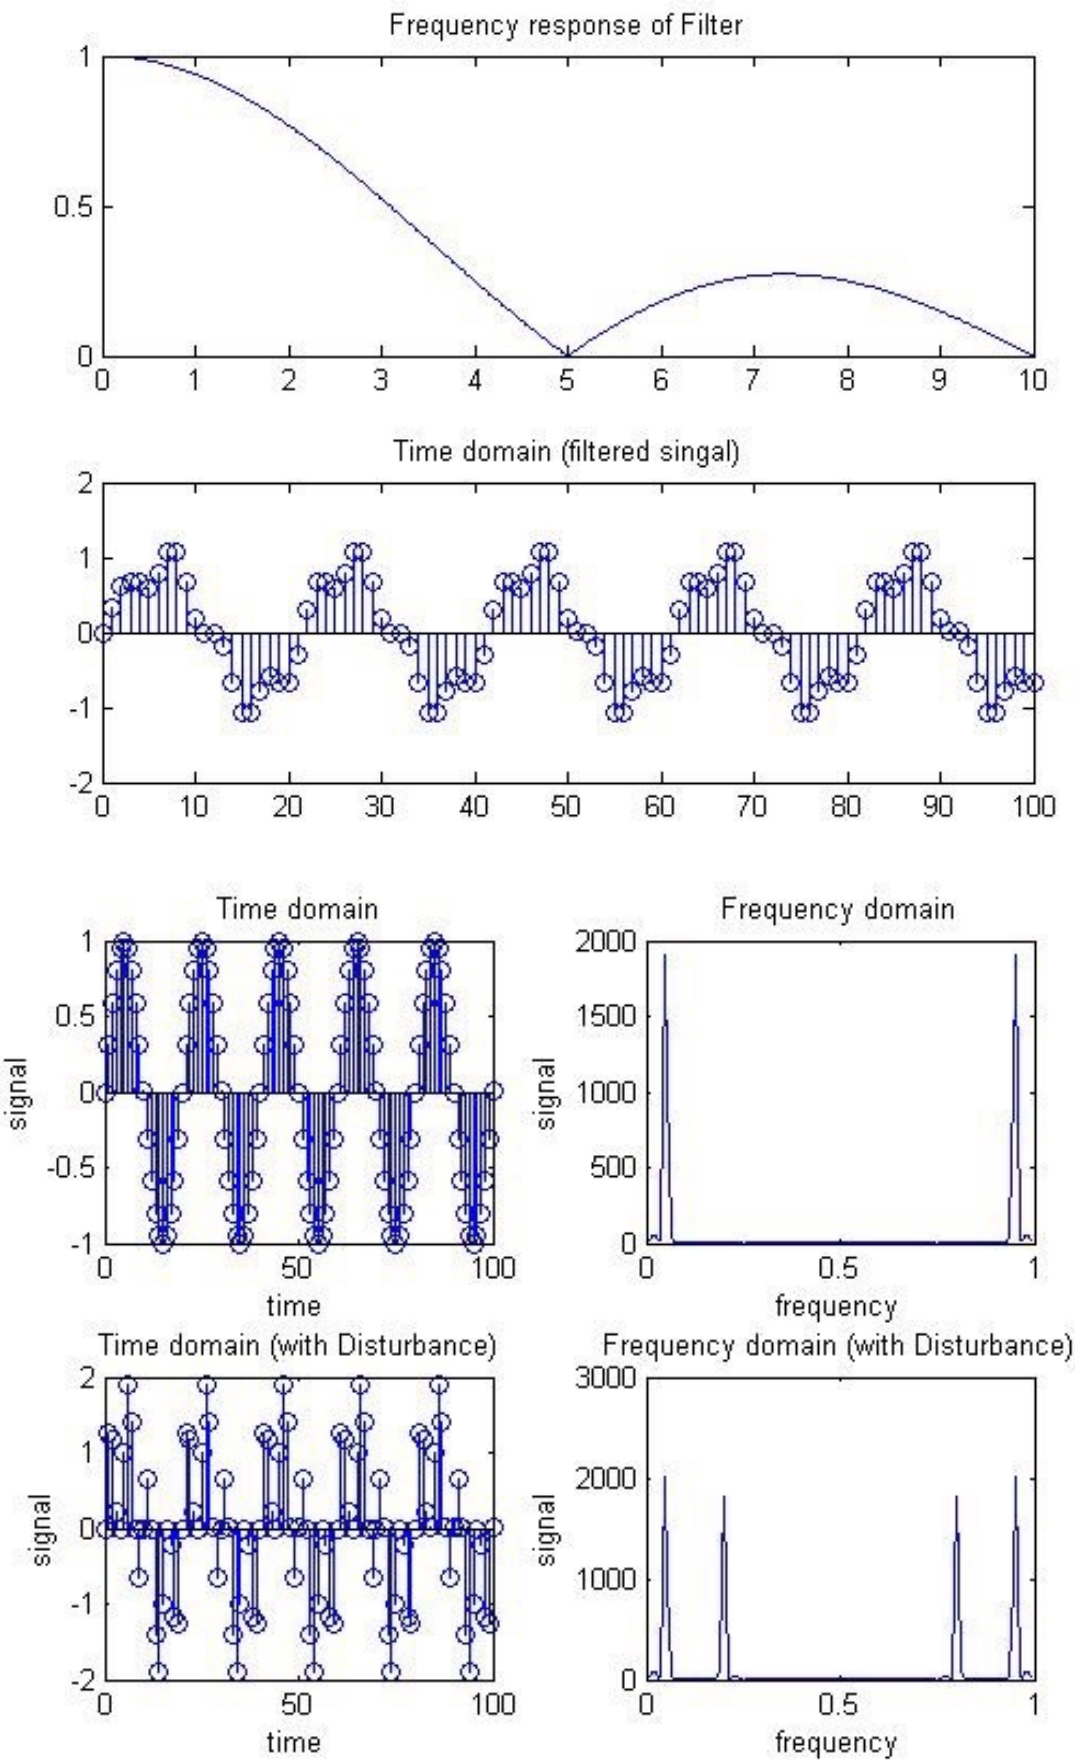 Frequency response of Filter
1
0.5
0
0 1 2 3 4 5 6 7 8 9 10
Time domain (filtered singal)
2
1
0
-1
-2
0 10 20 30 40 50 60 70 80 90 100
Time domain
1
0.5
0
-0.5
-1
signal
0 50 100
time
Frequency domain
2000
1500
1000
500
0
signal
0 0.5 1
frequency
Time domain (with Disturbance)
2
1
0
-1
-2
signal
0 50 100
time
Frequency domain (with Disturbance)
3000
2000
1000
0
signal
0 0.5 1
frequency